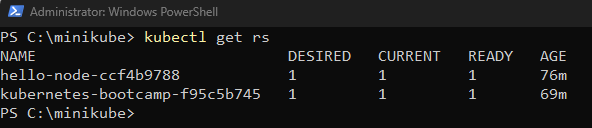 Administrator: Windows PowerShell
PS C:\minikube> kubectl get rs
NAME DESIRED CURRENT READY AGE
hello-node-ccf4b9788 1 1 1 76m
kubernetes-bootcamp-f95c5b745 1 1 1 69m
PS C:\minikube>